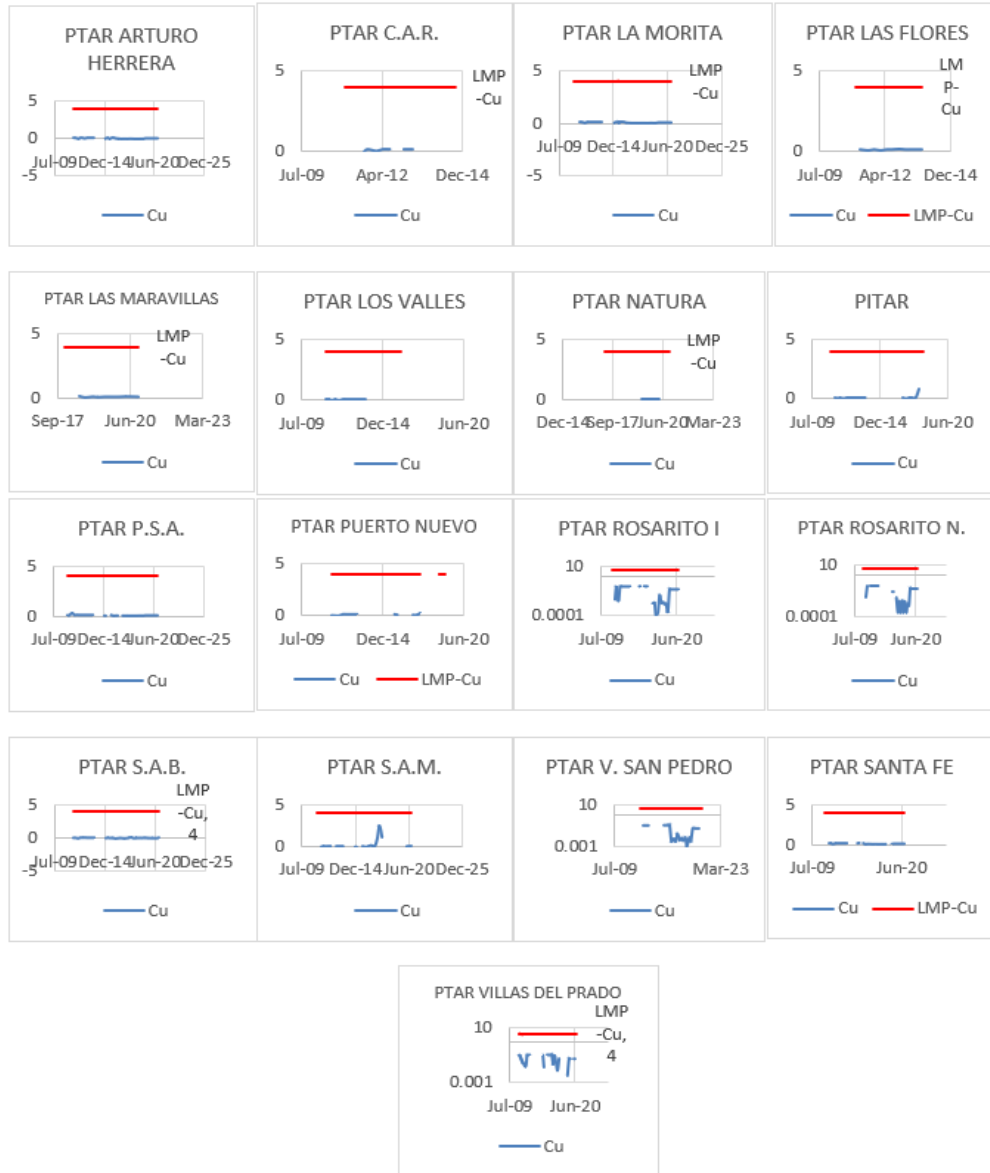 PTAR ARTURO
HERRERA
5
0
-5
Jul-09 Dec-14 Jun-20 Dec-25
Cu
PTAR C.A.R.
5
0
LMP
-Cu
Jul-09 Apr-12 Dec-14
Cu
PTAR LA MORITA
5
0
-5
LMP
-Cu
Jul-09 Dec-14 Jun-20 Dec-25
Cu
PTAR LAS FLORES
5
0
LM
P-
Cu
Jul-09 Apr-12 Dec-14
Cu LMP-Cu
PTAR LAS MARAVILLAS
5
0
LMP
-Cu
Sep-17 Jun-20 Mar-23
Cu
PTAR LOS VALLES
5
0
Jul-09 Dec-14 Jun-20
Cu
PTAR NATURA
5
0
LMP
-Cu
Dec-14 Sep-17 Jun-20 Mar-23
Cu
PITAR
5
0
Jul-09 Dec-14 Jun-20
Cu
PTAR P.S.A.
5
0
Jul-09 Dec-14 Jun-20 Dec-25
Cu
PTAR PUERTO NUEVO
5
0
Jul-09 Dec-14 Jun-20
Cu LMP-Cu
PTAR ROSARITO I
10
0.0001
Jul-09 Jun-20
Cu
PTAR ROSARITO N.
10
0.0001
Jul-09 Jun-20
Cu
PTAR S.A.B.
5
0
-5
LMP
-Cu,
4
Jul-09 Dec-14 Jun-20 Dec-25
Cu
PTAR S.A.M.
5
0
Jul-09 Dec-14 Jun-20 Dec-25
Cu
PTAR V. SAN PEDRO
10
0.001
Jul-09 Mar-23
Cu
PTAR SANTA FE
5
0
Jul-09 Jun-20
Cu LMP-Cu
PTAR VILLAS DEL PRADO
10
0.001
LMP
-Cu,
4
Jul-09 Jun-20
Cu